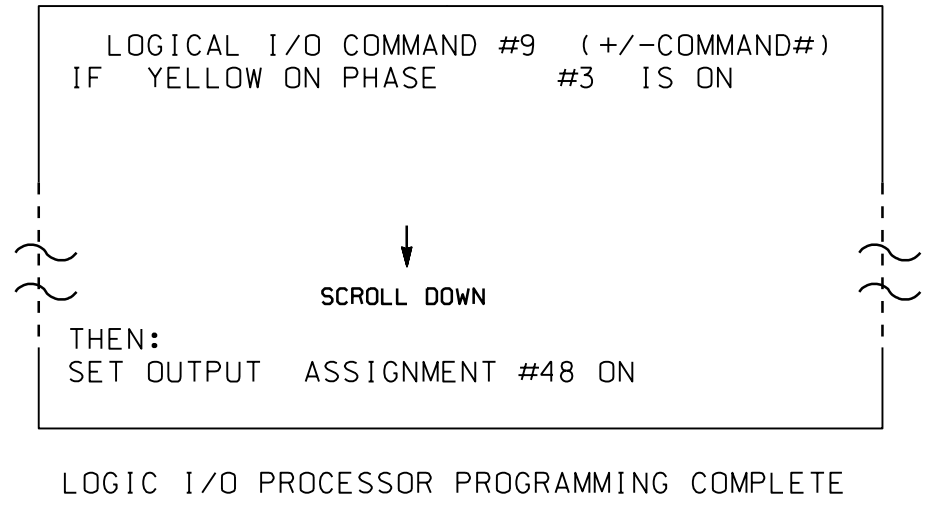 LOGICAL I/O COMMAND #9 (+/-COMMAND#)
IF YELLOW ON PHASE #3 IS ON
SCROLL DOWN
THEN:
SET OUTPUT ASSIGNMENT #48 ON
LOGIC I/O PROCESSOR PROGRAMMING COMPLETE